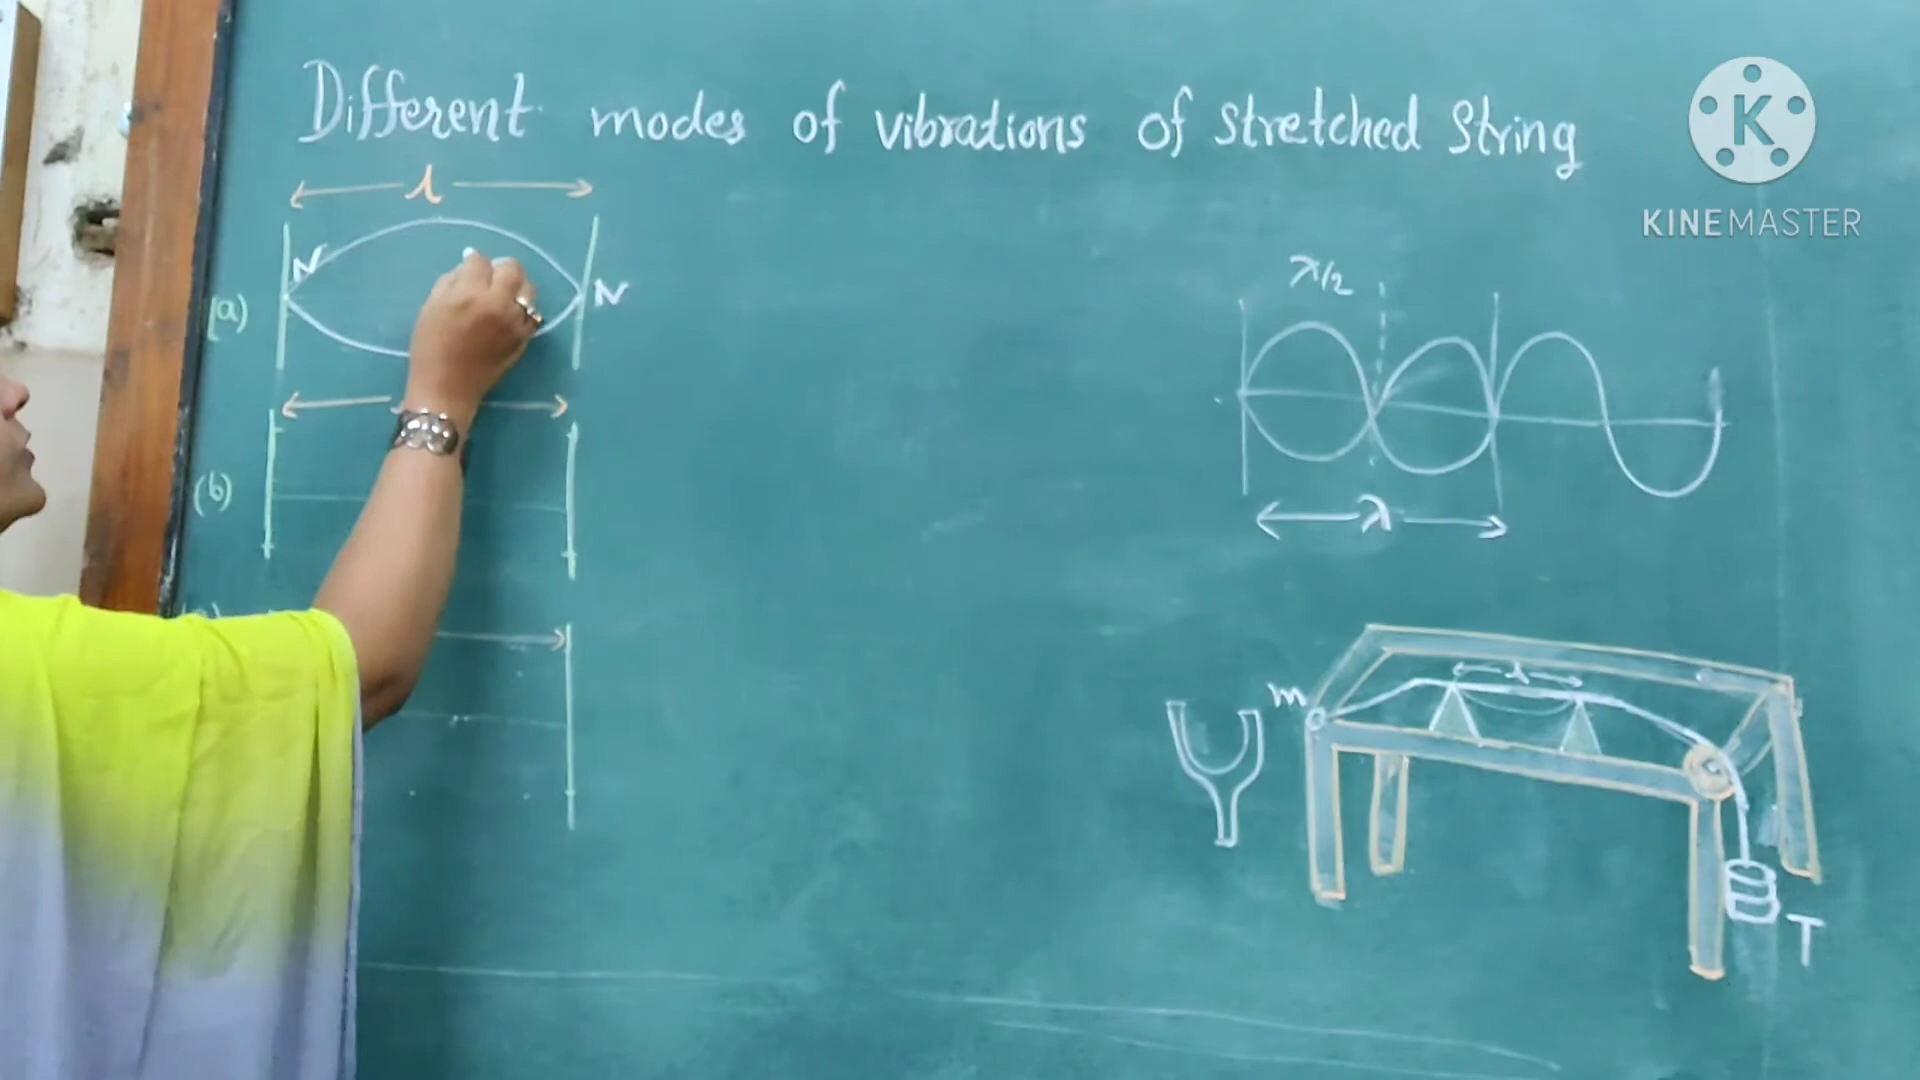 Different modes of vibrations of stretched string
l
N
N
(a)
(b)
λ/2
λ
m
l
T
K
KINEMASTER